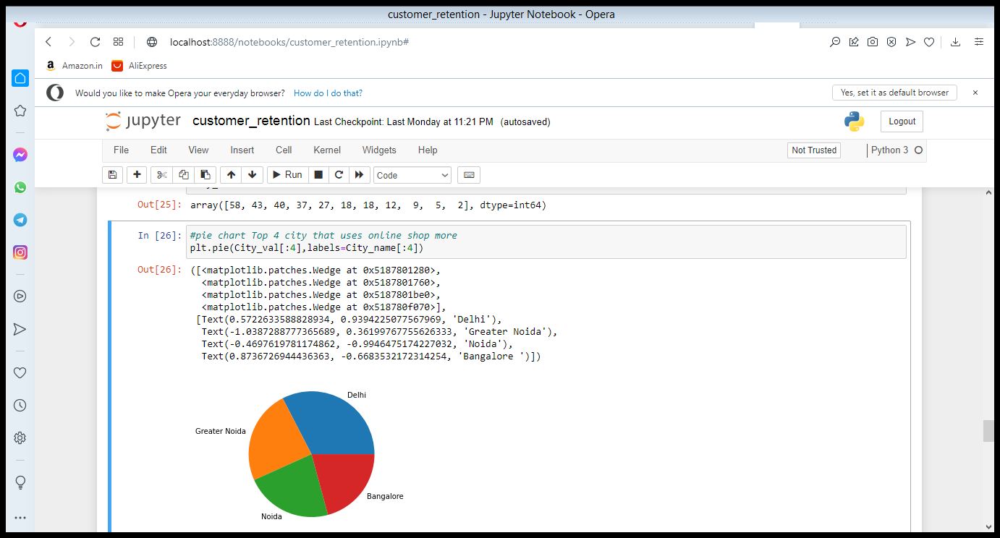 customer_retention - Jupyter Notebook - Opera
localhost:8888/notebooks/customer_retention.ipynb#
Amazon.in AliExpress
Would you like to make Opera your everyday browser? How do I do that? Yes, set it as default browser
jupyter customer_retention Last Checkpoint: Last Monday at 11:21 PM (autosaved) Logout
File Edit View Insert Cell Kernel Widgets Help Not Trusted Python 3
Run Code
Out[25]: array([58, 43, 40, 37, 27, 18, 18, 12, 9, 5, 2], dtype=int64)
In [26]: #pie chart Top 4 city that uses online shop more
plt.pie(City_val[:4],labels=City_name[:4])
Out[26]: ([<matplotlib.patches.Wedge at 0x5187801280>,
<matplotlib.patches.Wedge at 0x5187801760>,
<matplotlib.patches.Wedge at 0x5187801be0>,
<matplotlib.patches.Wedge at 0x518780f070>],
[Text(0.5722633588828934, 0.9394225077567969, 'Delhi'),
Text(-1.0387288777365689, 0.36199767755626333, 'Greater Noida'),
Text(-0.4697619781174862, -0.9946475174227032, 'Noida'),
Text(0.8736726944436363, -0.6683532172314254, 'Bangalore ')])
Delhi
Greater Noida
Bangalore
Noida